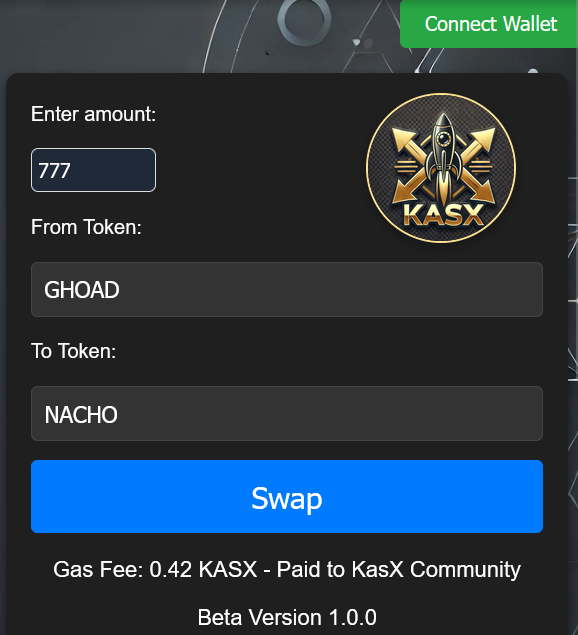 Connect Wallet
Enter amount:
777
KASX
From Token:
GHOAD
To Token:
NACHO
Swap
Gas Fee: 0.42 KASX - Paid to KasX Community
Beta Version 1.0.0